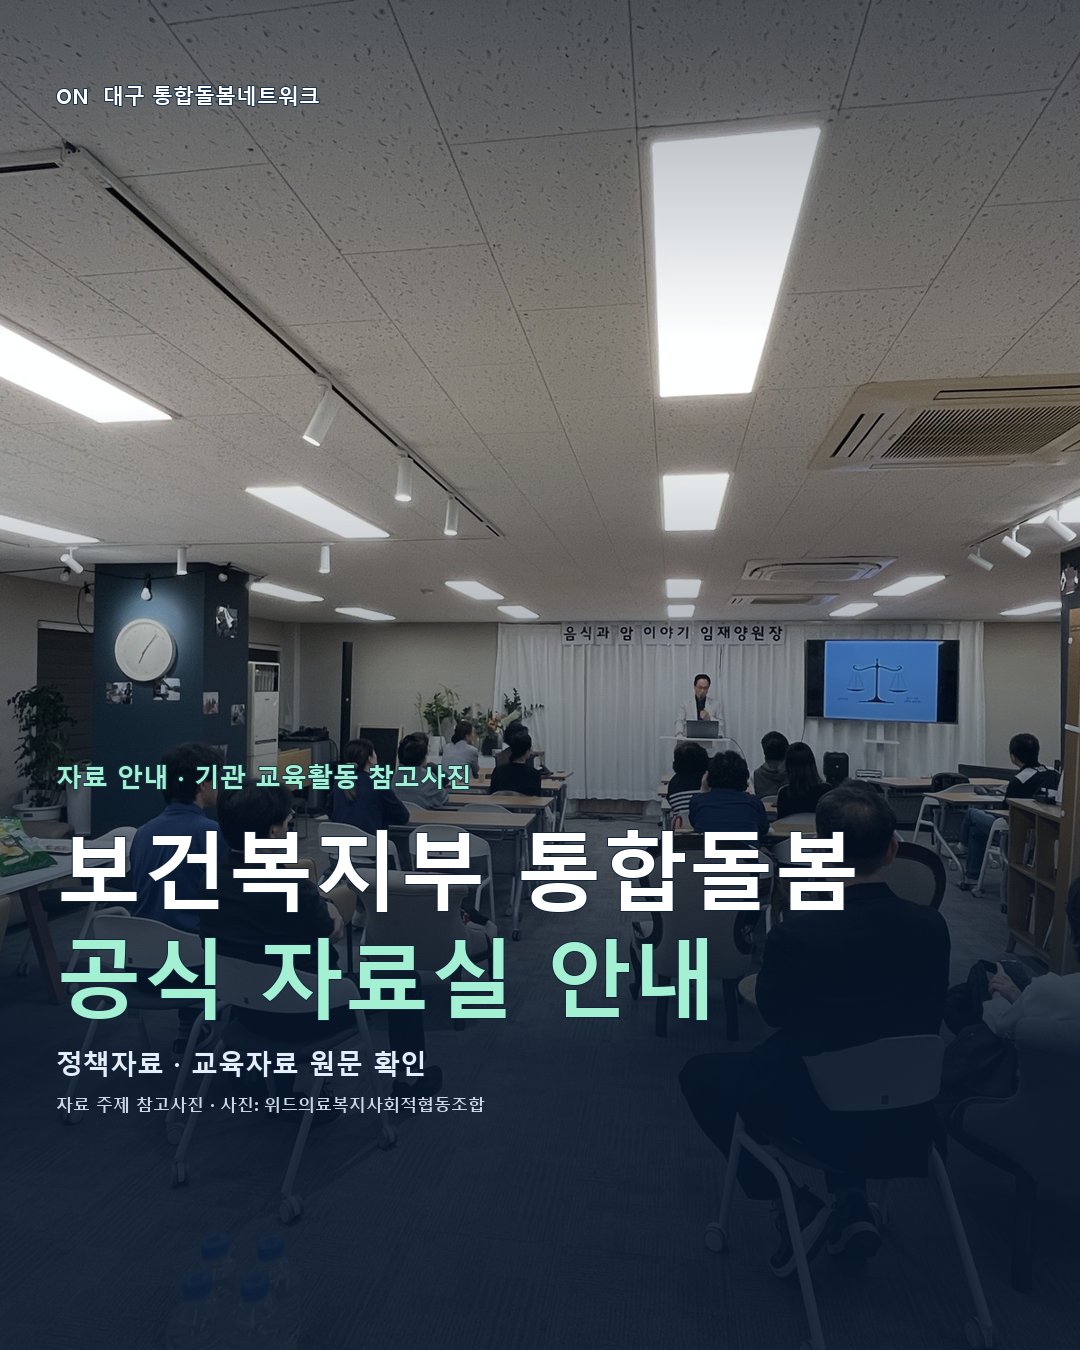 ON 대구 통합돌봄네트워크
음식과 암 이야기 임재양원장
자료 안내 · 기관 교육활동 참고사진
보건복지부 통합돌봄
공식 자료실 안내
정책자료 · 교육자료 원문 확인
자료 주제 참고사진 · 사진: 위드의료복지사회적협동조합